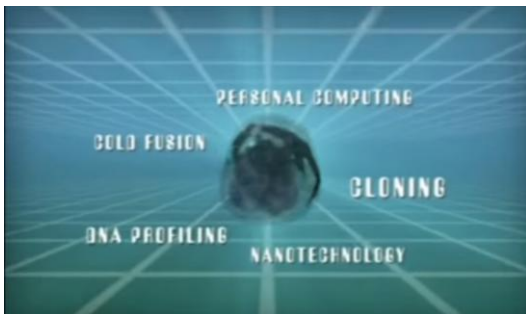 PERSONAL COMPUTING
COLD FUSION
CLONING
DNA PROFILING
NANOTECHNOLOGY